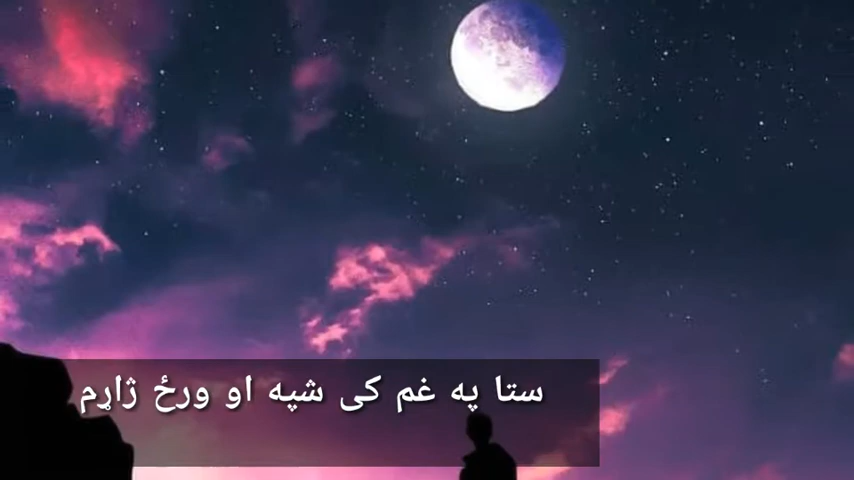 ستا په غم کی شپه او ورځ ژاړم